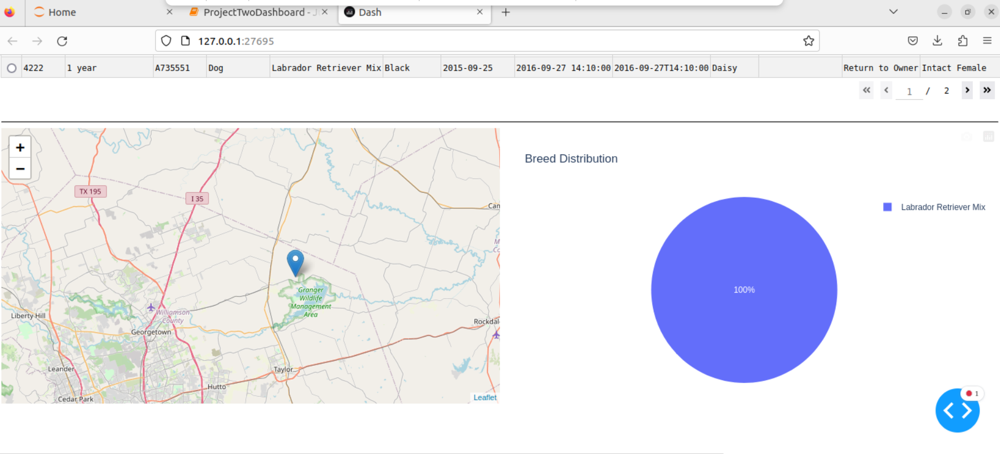 Home
ProjectTwoDashboard - J
Dash
127.0.0.1:27695
4222 1 year A735551 Dog Labrador Retriever Mix Black 2015-09-25 2016-09-27 14:10:00 2016-09-27T14:10:00 Daisy Return to Owner Intact Female
« ‹ 1 / 2 › »
+
−
TX 195
I 35
Cam
Granger
Wildlife
Management
Area
Liberty Hill
Williamson
County
Georgetown
Rockdal
Leander
Taylor
Hutto
Cedar Park
Leaflet
Breed Distribution
Labrador Retriever Mix
100%
1